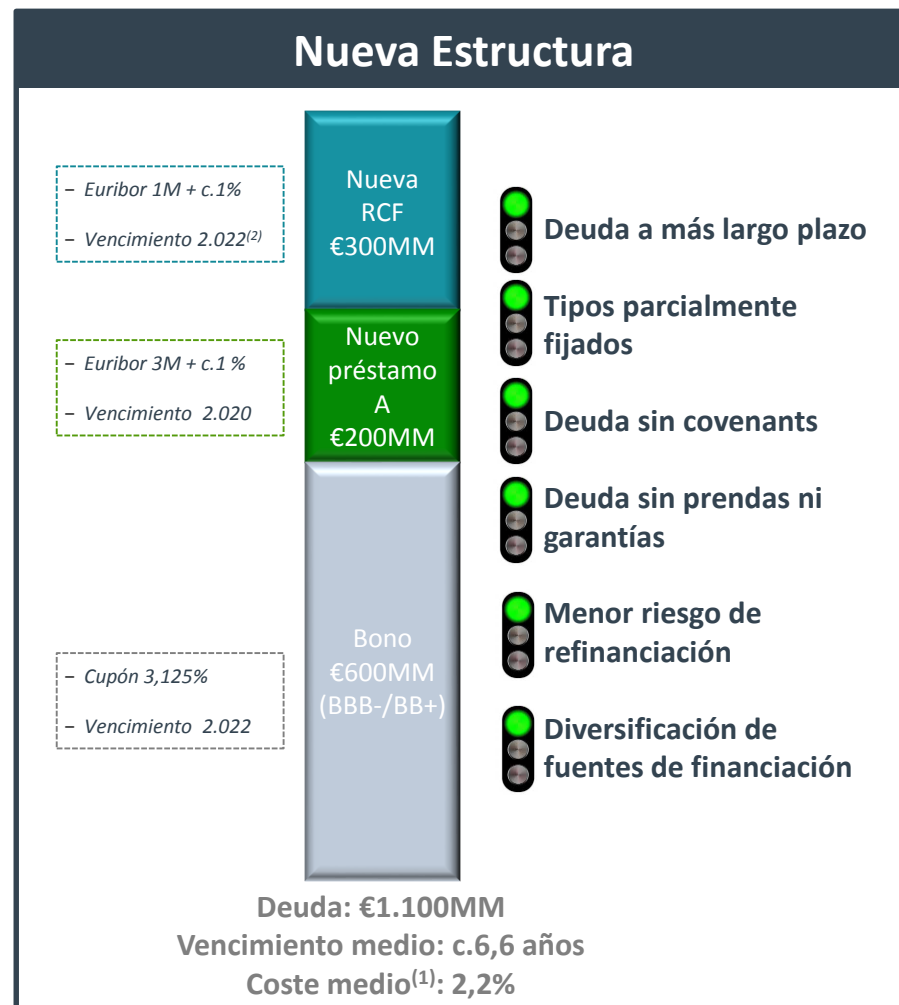 Nueva Estructura
– Euribor 1M + c.1%
– Vencimiento 2.022(2)
Nueva
RCF
€300MM
– Euribor 3M + c.1 %
– Vencimiento 2.020
Nuevo
préstamo
A
€200MM
– Cupón 3,125%
– Vencimiento 2.022
Bono
€600MM
(BBB-/BB+)
Deuda a más largo plazo
Tipos parcialmente
fijados
Deuda sin covenants
Deuda sin prendas ni
garantías
Menor riesgo de
refinanciación
Diversificación de
fuentes de financiación
Deuda: €1.100MM
Vencimiento medio: c.6,6 años
Coste medio(1): 2,2%